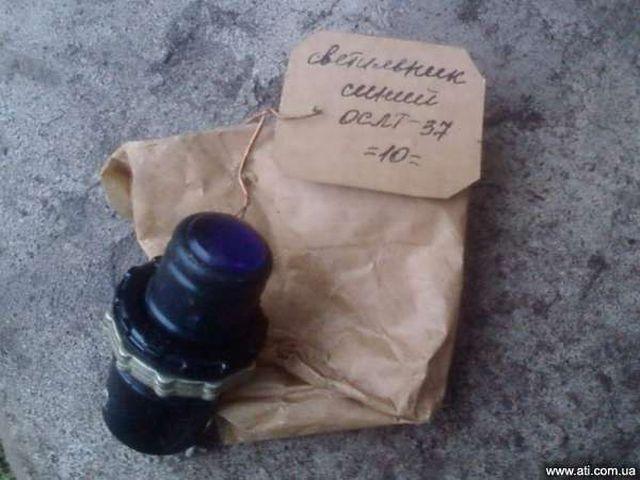 светильник
синий
ОСЛТ-37
=10=
www.ati.com.ua